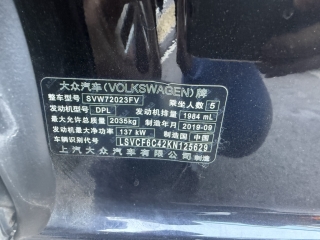 大众汽车(VOLKSWAGEN)牌
整车型号 SVW72023FV 乘坐人数 5
发动机型号 DPL 发动机排量 1984 mL
最大允许总质量 2035kg 制造年月 2019-09
发动机最大净功率 137 kW 制造国 中国
车辆识别代号 LSVCF6C42KN125629
上汽大众汽车有限公司制造